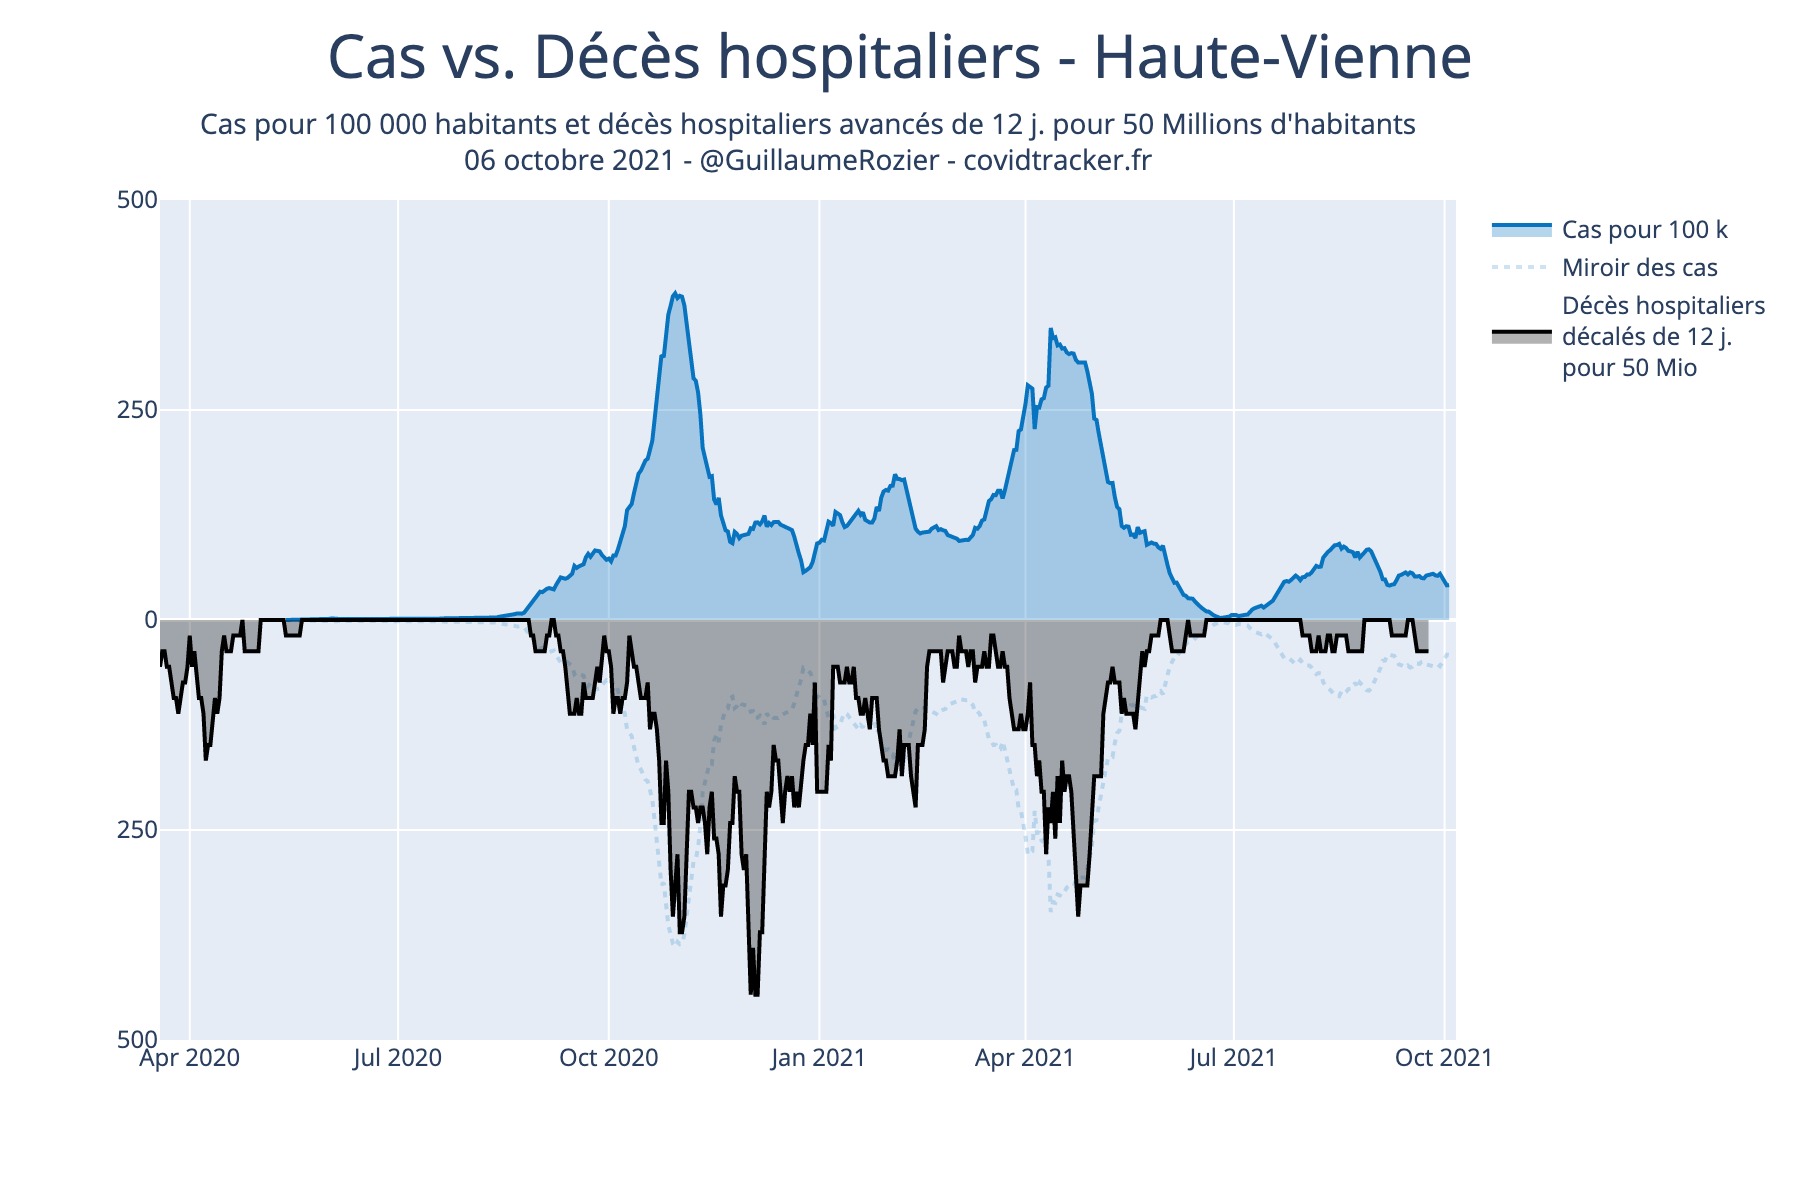 Cas vs. Décès hospitaliers - Haute-Vienne
Cas pour 100 000 habitants et décès hospitaliers avancés de 12 j. pour 50 Millions d'habitants
06 octobre 2021 - @GuillaumeRozier - covidtracker.fr
500
250
0
250
500
Apr 2020
Jul 2020
Oct 2020
Jan 2021
Apr 2021
Jul 2021
Oct 2021
Cas pour 100 k
Miroir des cas
Décès hospitaliers
décalés de 12 j.
pour 50 Mio